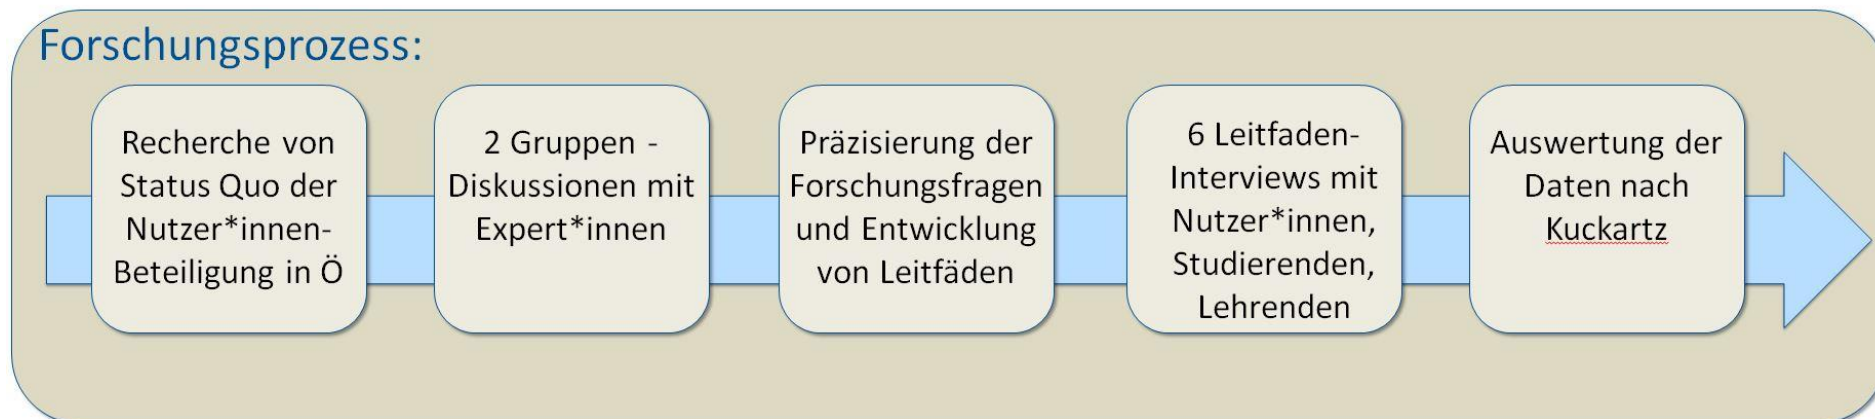 Forschungsprozess:
Recherche von
Status Quo der
Nutzer*innen-
Beteiligung in Ö
2 Gruppen -
Diskussionen mit
Expert*innen
Präzisierung der
Forschungsfragen
und Entwicklung
von Leitfäden
6 Leitfaden-
Interviews mit
Nutzer*innen,
Studierenden,
Lehrenden
Auswertung der
Daten nach
Kuckartz